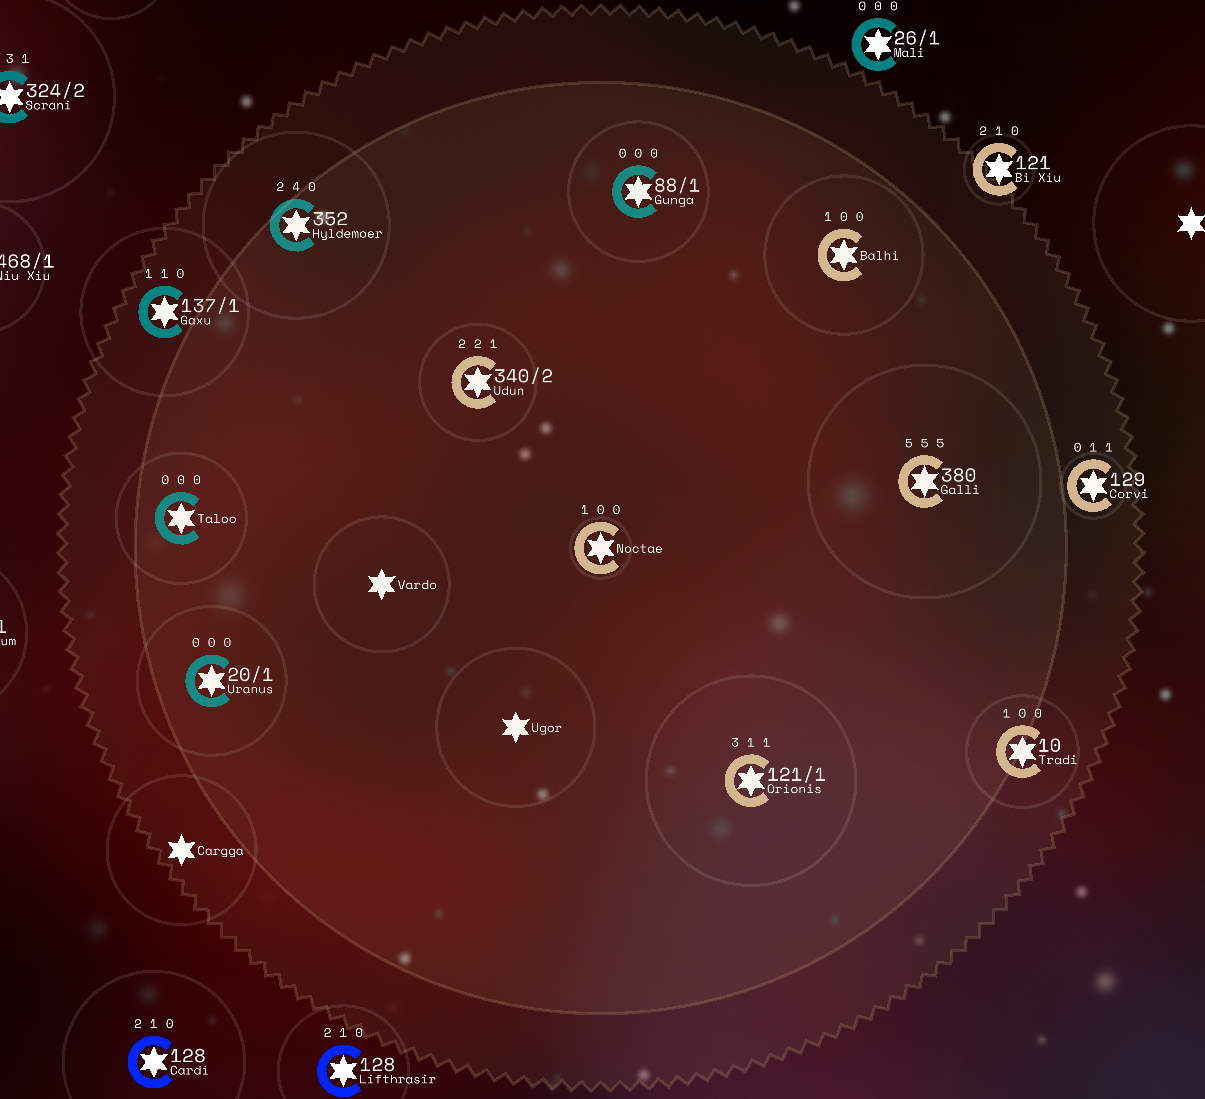 0 0 0
26/1
Mali
3 1
324/2
Scrani
2 1 0
121
Bi Xiu
0 0 0
88/1
Gunga
2 4 0
352
Hyldemoer
1 0 0
Balhi
468/1
Niu Xiu
1 1 0
137/1
Gaxu
2 2 1
340/2
Udun
5 5 5
380
Galli
0 1 1
129
Corvi
0 0 0
Taloo
1 0 0
Noctae
Vardo
0 0 0
20/1
Uranus
um
Ugor
1 0 0
10
Tradi
3 1 1
121/1
Orionis
Cargga
2 1 0
128
Cardi
2 1 0
128
Lifthrasir